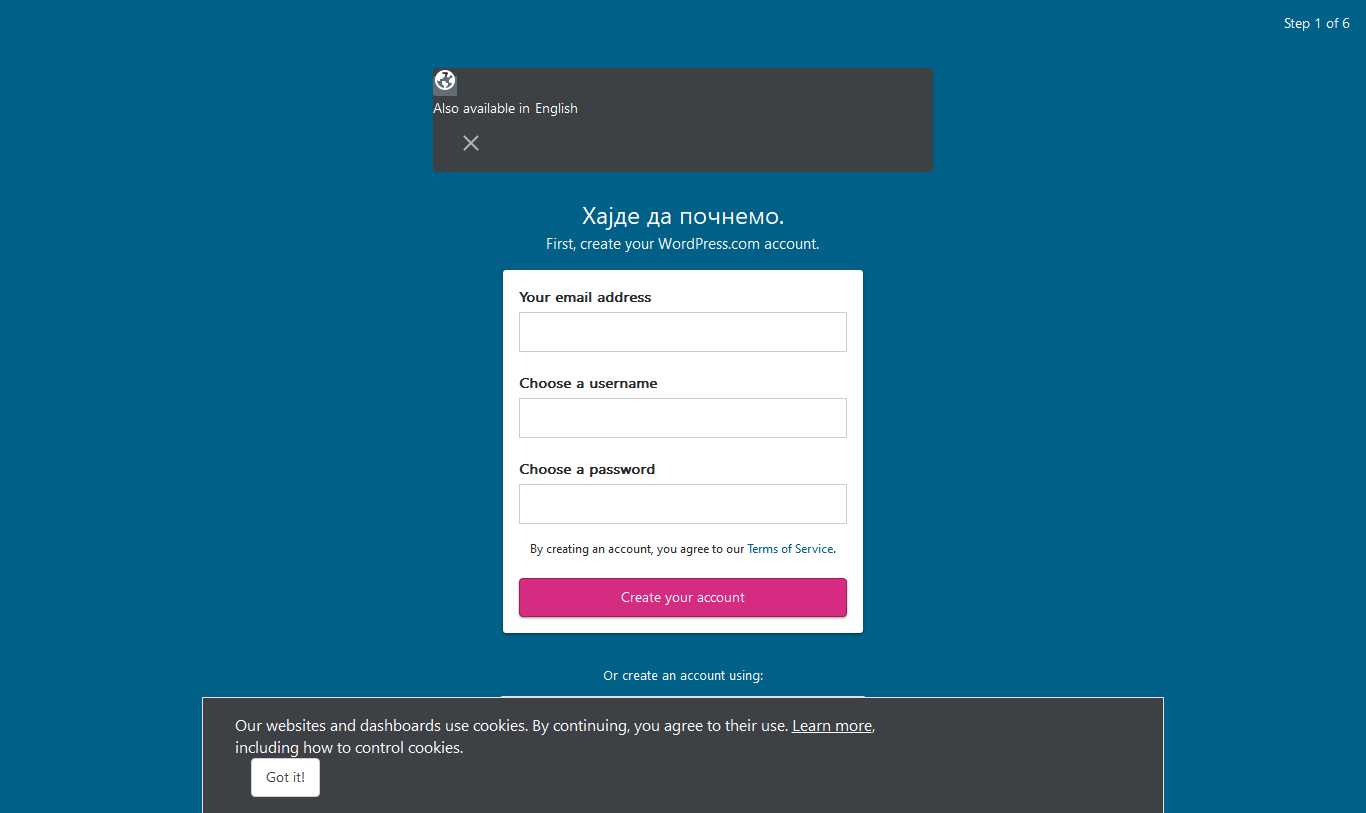 Step 1 of 6
Also available in English
Хајде да почнемо.
First, create your WordPress.com account.
Your email address
Choose a username
Choose a password
By creating an account, you agree to our Terms of Service.
Create your account
Or create an account using:
Our websites and dashboards use cookies. By continuing, you agree to their use. Learn more,
including how to control cookies.
Got it!